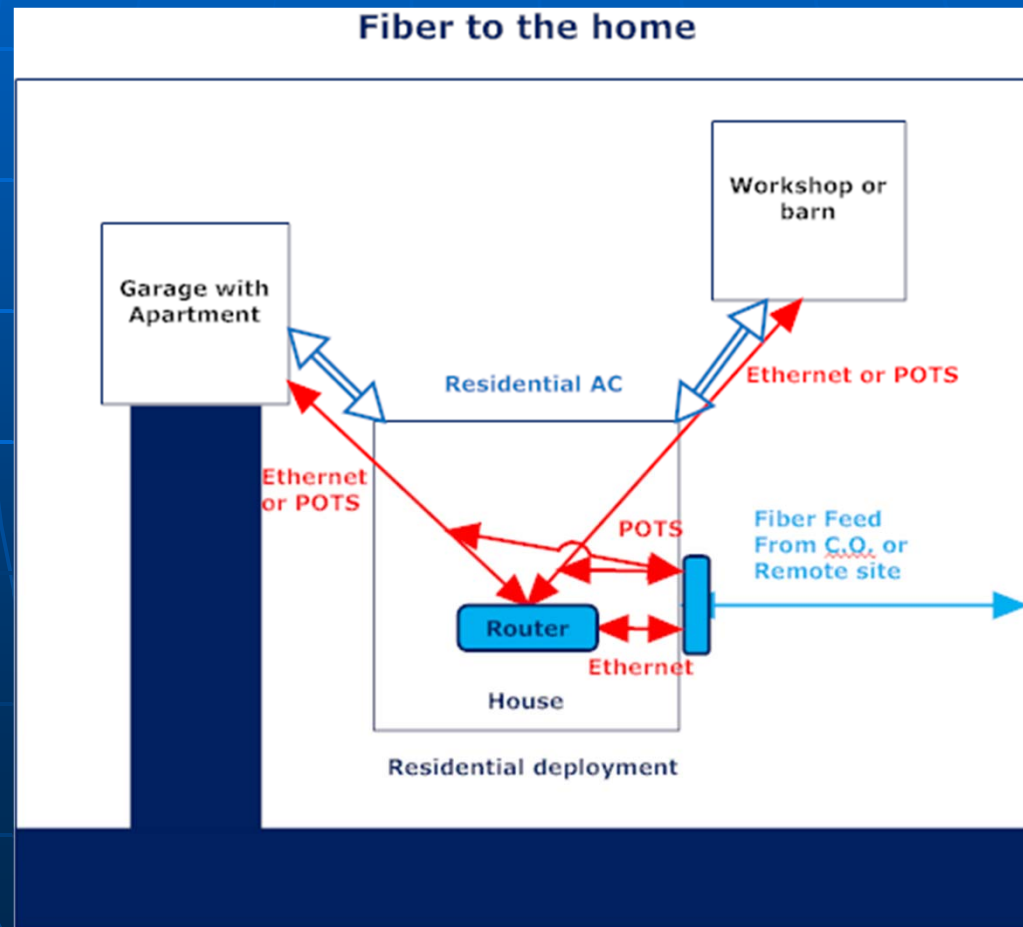 Fiber to the home
Workshop or
barn
Garage with
Apartment
Residential AC
Ethernet or POTS
Ethernet
or POTS
POTS
Fiber Feed
From C.O. or
Remote site
Router
Ethernet
House
Residential deployment